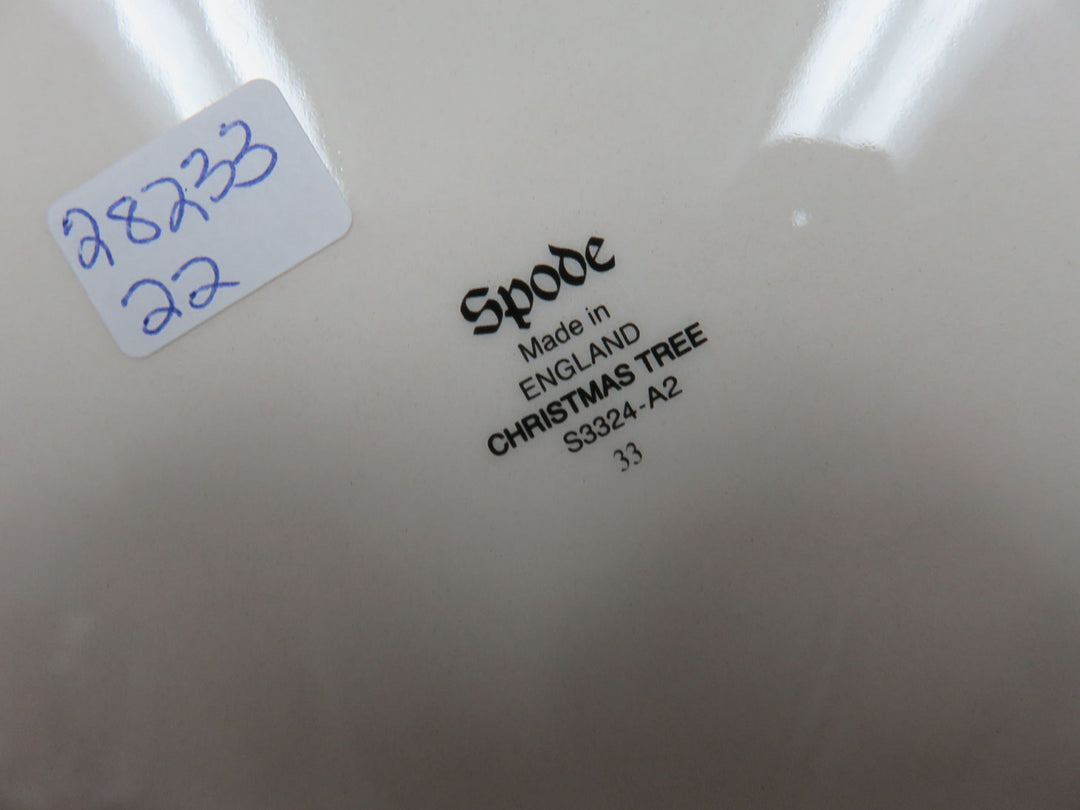 28233
22
Spode
Made in
ENGLAND
CHRISTMAS TREE
S3324-A2
33